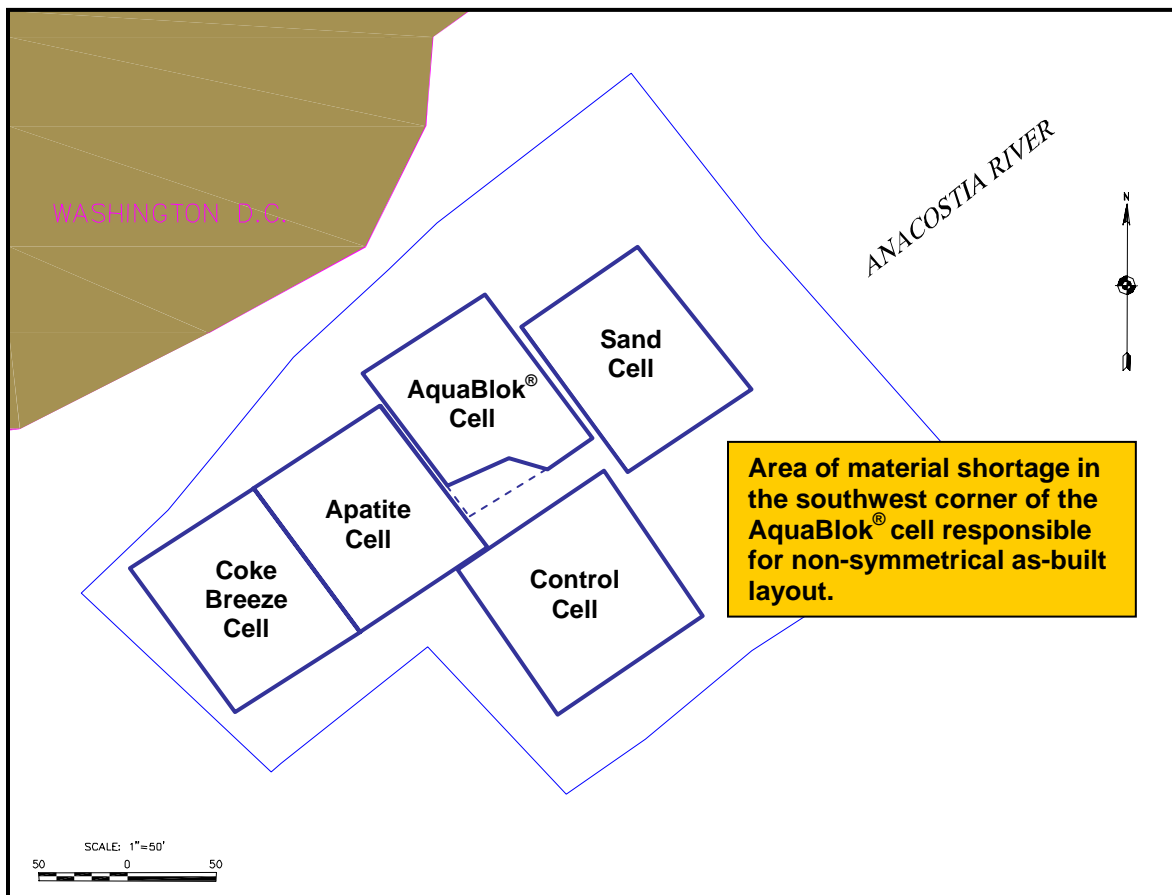 WASHINGTON D.C.
ANACOSTIA RIVER
N
Sand
Cell
AquaBlok®
Cell
Apatite
Cell
Coke
Breeze
Cell
Control
Cell
Area of material shortage in
the southwest corner of the
AquaBlok® cell responsible
for non-symmetrical as-built
layout.
SCALE: 1"=50'
50 0 50